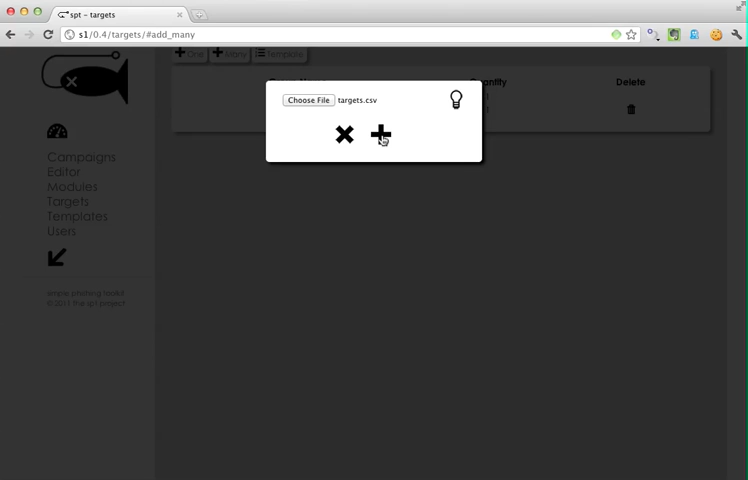 spt - targets
s1/0.4/targets/#add_many
One
Many
Template
Quantity
Delete
Choose File targets.csv
Campaigns
Editor
Modules
Targets
Templates
Users
simple phishing toolkit
©2011 the spt project